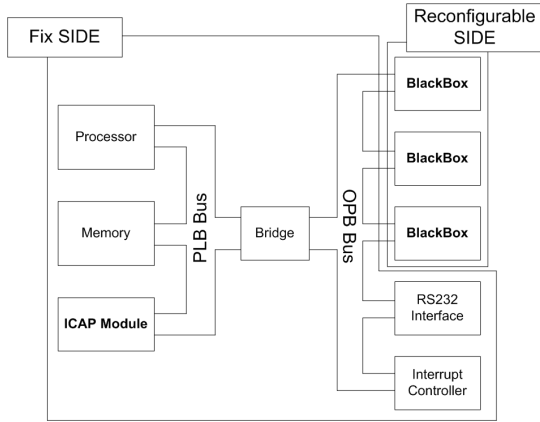 Fix SIDE
Reconfigurable
SIDE
BlackBox
Processor
BlackBox
Memory
PLB Bus
Bridge
OPB Bus
BlackBox
ICAP Module
RS232
Interface
Interrupt
Controller